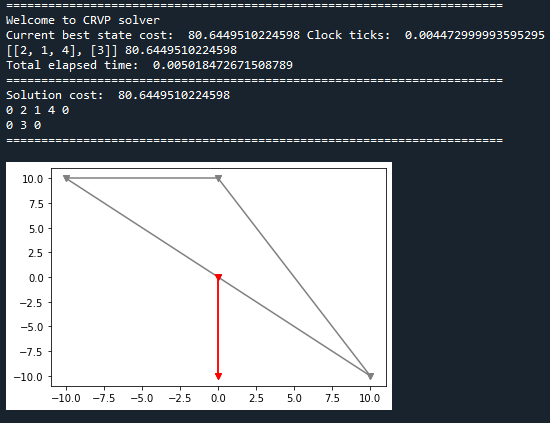 ======================================================================
Welcome to CRVP solver
Current best state cost:  80.6449510224598 Clock ticks:  0.004472999993595295
[[2, 1, 4], [3]] 80.6449510224598
Total elapsed time:  0.005018472671508789
======================================================================
Solution cost:  80.6449510224598
0 2 1 4 0
0 3 0
======================================================================
10.0
7.5
5.0
2.5
0.0
−2.5
−5.0
−7.5
−10.0
−10.0 −7.5 −5.0 −2.5 0.0 2.5 5.0 7.5 10.0